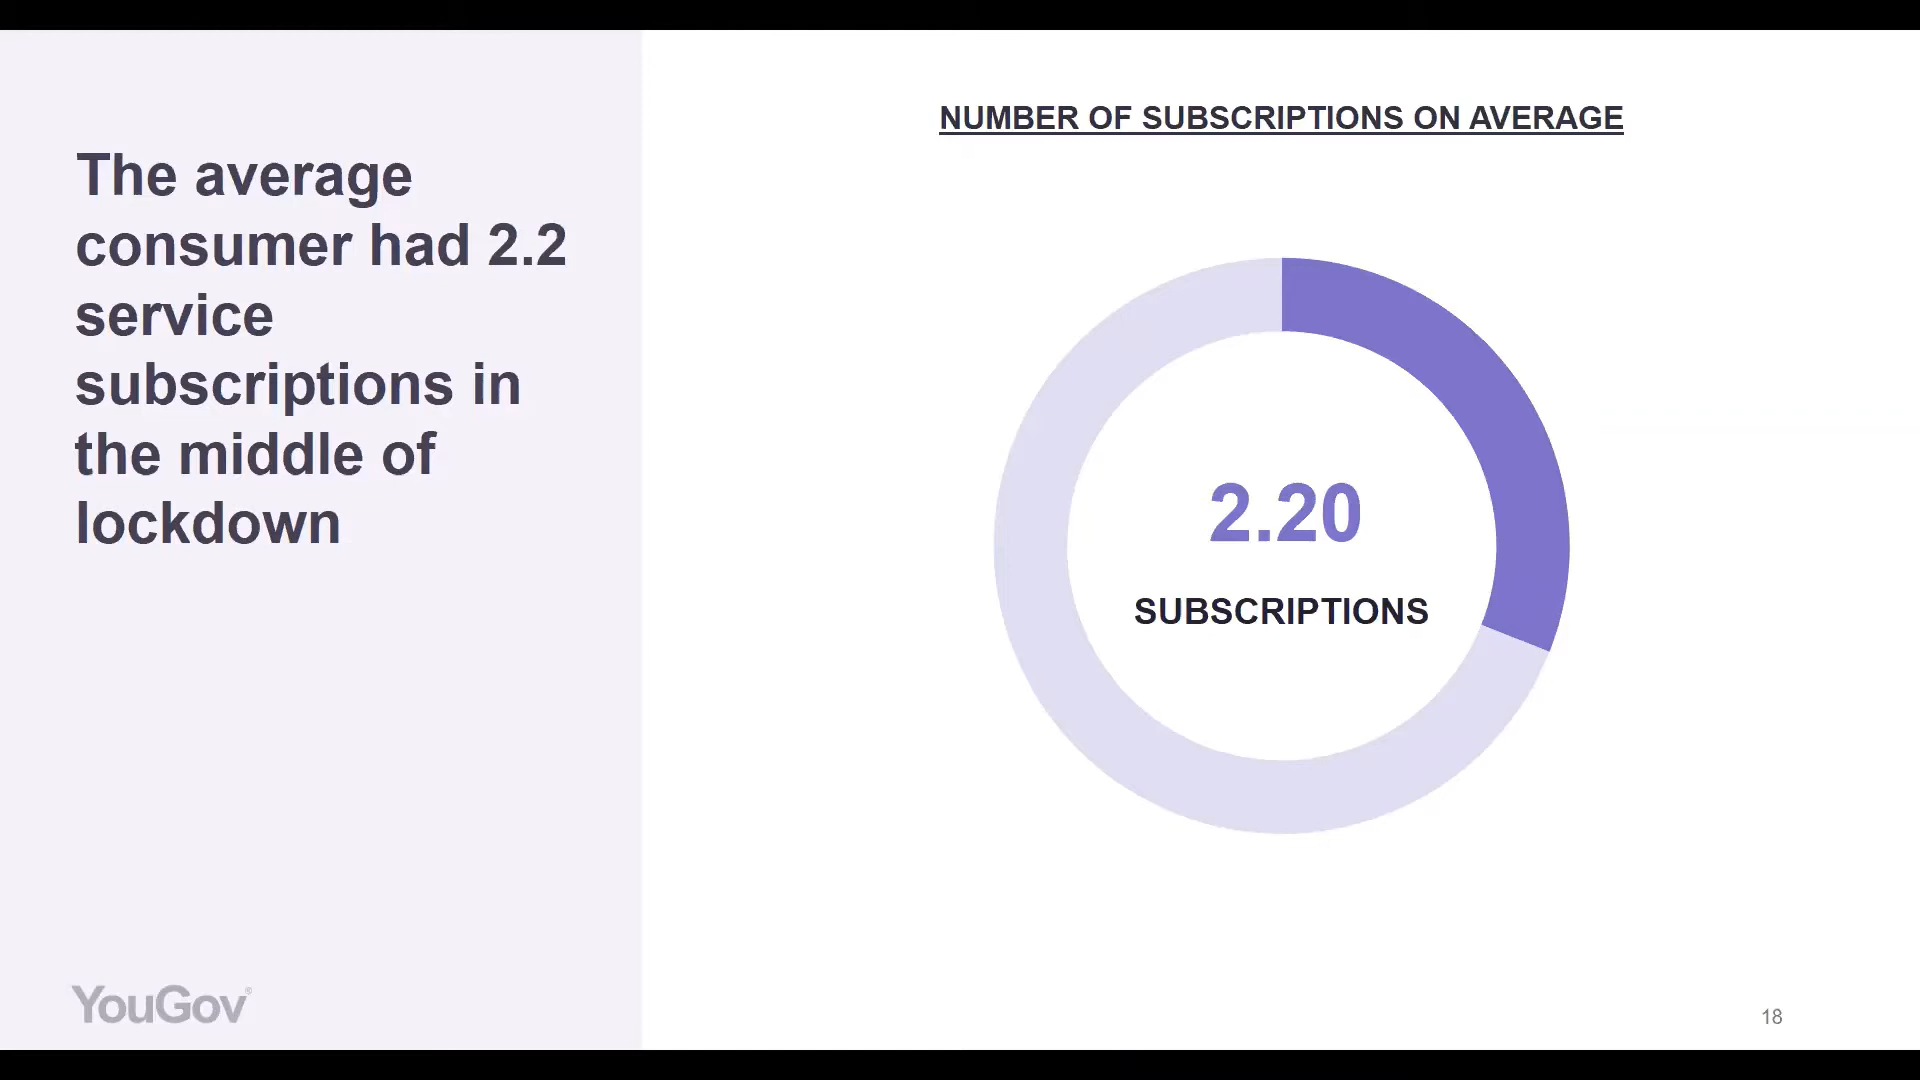 The average
consumer had 2.2
service
subscriptions in
the middle of
lockdown
NUMBER OF SUBSCRIPTIONS ON AVERAGE
2.20
SUBSCRIPTIONS
YouGov®
18